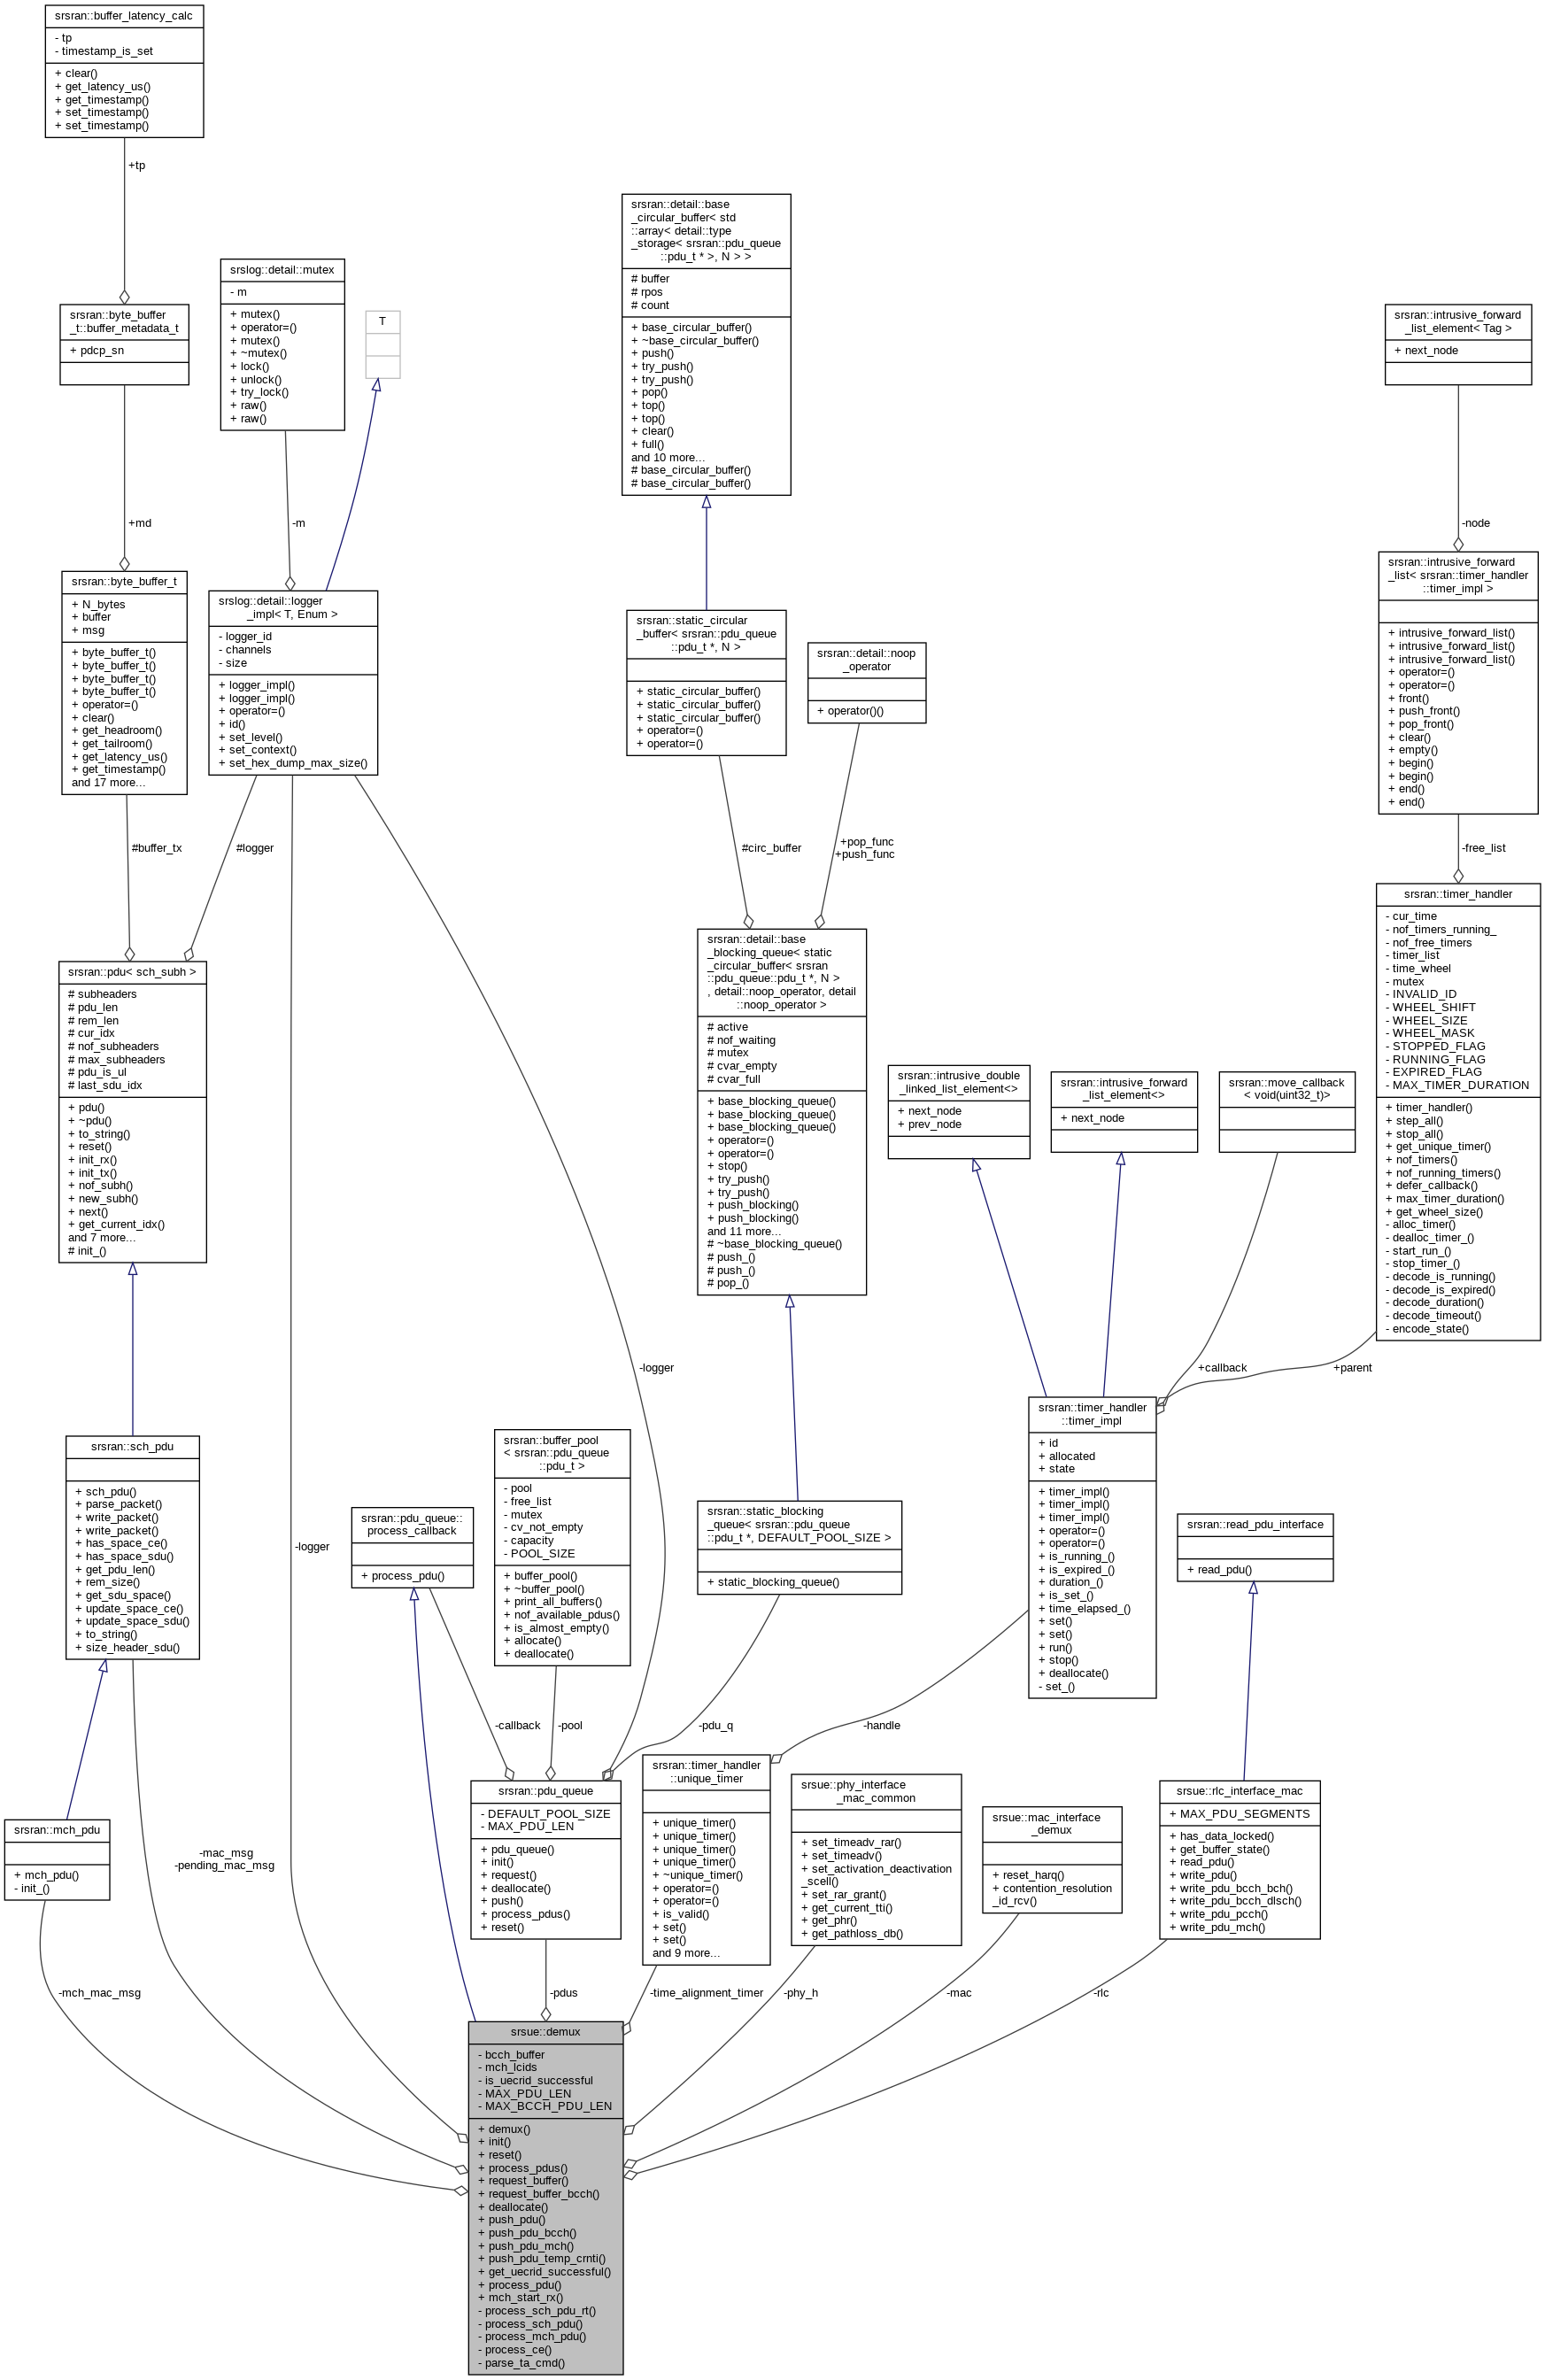 srsran::buffer_latency_calc
- tp
- timestamp_is_set
+ clear()
+ get_latency_us()
+ get_timestamp()
+ set_timestamp()
+ set_timestamp()
+tp
srsran::byte_buffer
_t::buffer_metadata_t
+ pdcp_sn
+md
srsran::byte_buffer_t
+ N_bytes
+ buffer
+ msg
+ byte_buffer_t()
+ byte_buffer_t()
+ byte_buffer_t()
+ byte_buffer_t()
+ operator=()
+ clear()
+ get_headroom()
+ get_tailroom()
+ get_latency_us()
+ get_timestamp()
and 17 more...
#buffer_tx
srslog::detail::mutex
- m
+ mutex()
+ operator=()
+ mutex()
+ ~mutex()
+ lock()
+ unlock()
+ try_lock()
+ raw()
+ raw()
-m
T
srslog::detail::logger
_impl< T, Enum >
- logger_id
- channels
- size
+ logger_impl()
+ logger_impl()
+ operator=()
+ id()
+ set_level()
+ set_context()
+ set_hex_dump_max_size()
#logger
-logger
-logger
srsran::pdu< sch_subh >
# subheaders
# pdu_len
# rem_len
# cur_idx
# nof_subheaders
# max_subheaders
# pdu_is_ul
# last_sdu_idx
+ pdu()
+ ~pdu()
+ to_string()
+ reset()
+ init_rx()
+ init_tx()
+ nof_subh()
+ new_subh()
+ next()
+ get_current_idx()
and 7 more...
# init_()
srsran::sch_pdu
+ sch_pdu()
+ parse_packet()
+ write_packet()
+ write_packet()
+ has_space_ce()
+ has_space_sdu()
+ get_pdu_len()
+ rem_size()
+ get_sdu_space()
+ update_space_ce()
+ update_space_sdu()
+ to_string()
+ size_header_sdu()
srsran::mch_pdu
+ mch_pdu()
- init_()
-mac_msg
-pending_mac_msg
-mch_mac_msg
srsran::detail::base
_circular_buffer< std
::array< detail::type
_storage< srsran::pdu_queue
::pdu_t * >, N > >
# buffer
# rpos
# count
+ base_circular_buffer()
+ ~base_circular_buffer()
+ push()
+ try_push()
+ try_push()
+ pop()
+ top()
+ top()
+ clear()
+ full()
and 10 more...
# base_circular_buffer()
# base_circular_buffer()
srsran::static_circular
_buffer< srsran::pdu_queue
::pdu_t *, N >
+ static_circular_buffer()
+ static_circular_buffer()
+ static_circular_buffer()
+ operator=()
+ operator=()
srsran::detail::noop
_operator
+ operator()()
#circ_buffer
+pop_func
+push_func
srsran::detail::base
_blocking_queue< static
_circular_buffer< srsran
::pdu_queue::pdu_t *, N >
, detail::noop_operator, detail
::noop_operator >
# active
# nof_waiting
# mutex
# cvar_empty
# cvar_full
+ base_blocking_queue()
+ base_blocking_queue()
+ base_blocking_queue()
+ operator=()
+ operator=()
+ stop()
+ try_push()
+ try_push()
+ push_blocking()
+ push_blocking()
and 11 more...
# ~base_blocking_queue()
# push_()
# push_()
# pop_()
srsran::static_blocking
_queue< srsran::pdu_queue
::pdu_t *, DEFAULT_POOL_SIZE >
+ static_blocking_queue()
srsran::buffer_pool
< srsran::pdu_queue
::pdu_t >
- pool
- free_list
- mutex
- cv_not_empty
- capacity
- POOL_SIZE
+ buffer_pool()
+ ~buffer_pool()
+ print_all_buffers()
+ nof_available_pdus()
+ is_almost_empty()
+ allocate()
+ deallocate()
srsran::pdu_queue::
process_callback
+ process_pdu()
-callback
-pool
-pdu_q
srsran::pdu_queue
- DEFAULT_POOL_SIZE
- MAX_PDU_LEN
+ pdu_queue()
+ init()
+ request()
+ deallocate()
+ push()
+ process_pdus()
+ reset()
-pdus
srsran::intrusive_forward
_list_element< Tag >
+ next_node
-node
srsran::intrusive_forward
_list< srsran::timer_handler
::timer_impl >
+ intrusive_forward_list()
+ intrusive_forward_list()
+ intrusive_forward_list()
+ operator=()
+ operator=()
+ front()
+ push_front()
+ pop_front()
+ clear()
+ empty()
+ begin()
+ begin()
+ end()
+ end()
-free_list
srsran::timer_handler
- cur_time
- nof_timers_running_
- nof_free_timers
- timer_list
- time_wheel
- mutex
- INVALID_ID
- WHEEL_SHIFT
- WHEEL_SIZE
- WHEEL_MASK
- STOPPED_FLAG
- RUNNING_FLAG
- EXPIRED_FLAG
- MAX_TIMER_DURATION
+ timer_handler()
+ step_all()
+ stop_all()
+ get_unique_timer()
+ nof_timers()
+ nof_running_timers()
+ defer_callback()
+ max_timer_duration()
+ get_wheel_size()
- alloc_timer()
- dealloc_timer_()
- start_run_()
- stop_timer_()
- decode_is_running()
- decode_is_expired()
- decode_duration()
- decode_timeout()
- encode_state()
srsran::intrusive_double
_linked_list_element<>
+ next_node
+ prev_node
srsran::intrusive_forward
_list_element<>
+ next_node
srsran::move_callback
< void(uint32_t)>
+callback
+parent
srsran::timer_handler
::timer_impl
+ id
+ allocated
+ state
+ timer_impl()
+ timer_impl()
+ timer_impl()
+ operator=()
+ operator=()
+ is_running_()
+ is_expired_()
+ duration_()
+ is_set_()
+ time_elapsed_()
+ set()
+ set()
+ run()
+ stop()
+ deallocate()
- set_()
-handle
srsran::timer_handler
::unique_timer
+ unique_timer()
+ unique_timer()
+ unique_timer()
+ unique_timer()
+ ~unique_timer()
+ operator=()
+ operator=()
+ is_valid()
+ set()
+ set()
and 9 more...
-time_alignment_timer
srsue::phy_interface
_mac_common
+ set_timeadv_rar()
+ set_timeadv()
+ set_activation_deactivation
_scell()
+ set_rar_grant()
+ get_current_tti()
+ get_phr()
+ get_pathloss_db()
-phy_h
srsue::mac_interface
_demux
+ reset_harq()
+ contention_resolution
_id_rcv()
-mac
srsran::read_pdu_interface
+ read_pdu()
srsue::rlc_interface_mac
+ MAX_PDU_SEGMENTS
+ has_data_locked()
+ get_buffer_state()
+ read_pdu()
+ write_pdu()
+ write_pdu_bcch_bch()
+ write_pdu_bcch_dlsch()
+ write_pdu_pcch()
+ write_pdu_mch()
-rlc
srsue::demux
- bcch_buffer
- mch_lcids
- is_uecrid_successful
- MAX_PDU_LEN
- MAX_BCCH_PDU_LEN
+ demux()
+ init()
+ reset()
+ process_pdus()
+ request_buffer()
+ request_buffer_bcch()
+ deallocate()
+ push_pdu()
+ push_pdu_bcch()
+ push_pdu_mch()
+ push_pdu_temp_crnti()
+ get_uecrid_successful()
+ process_pdu()
+ mch_start_rx()
- process_sch_pdu_rt()
- process_sch_pdu()
- process_mch_pdu()
- process_ce()
- parse_ta_cmd()